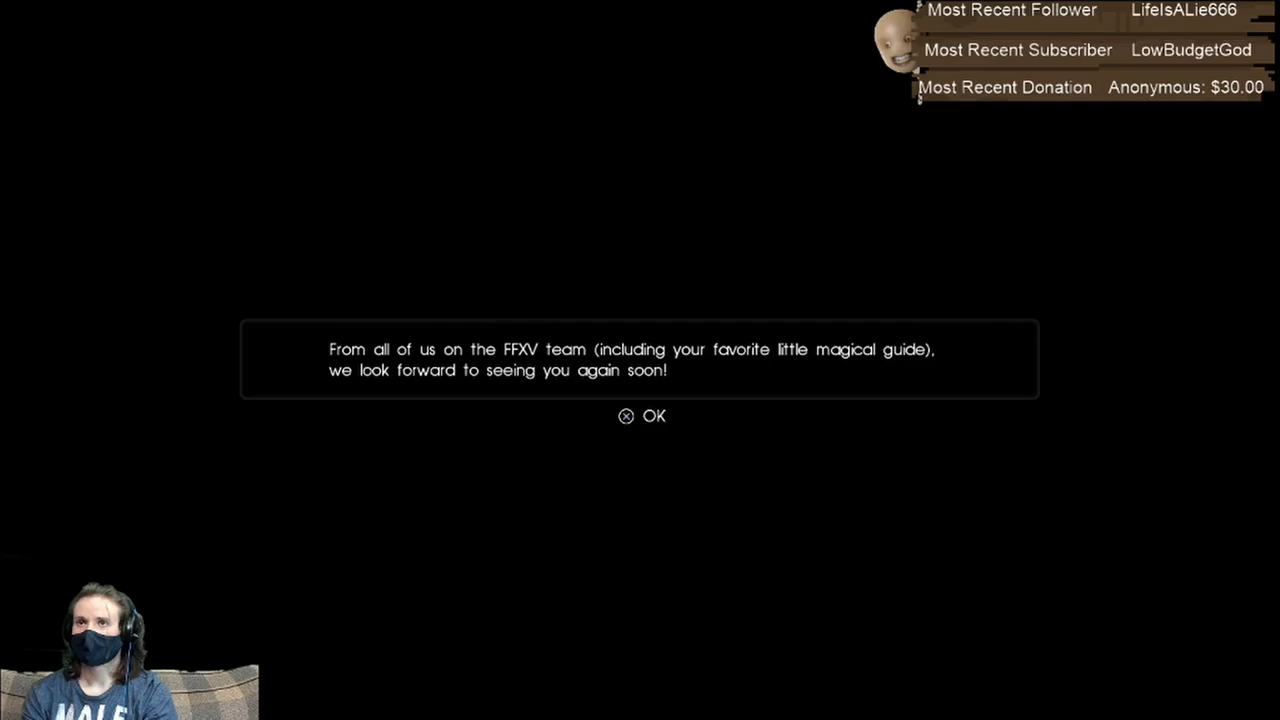 Most Recent Follower LifeIsALie666
Most Recent Subscriber LowBudgetGod
Most Recent Donation Anonymous: $30.00
From all of us on the FFXV team (including your favorite little magical guide),
we look forward to seeing you again soon!
OK
MALE